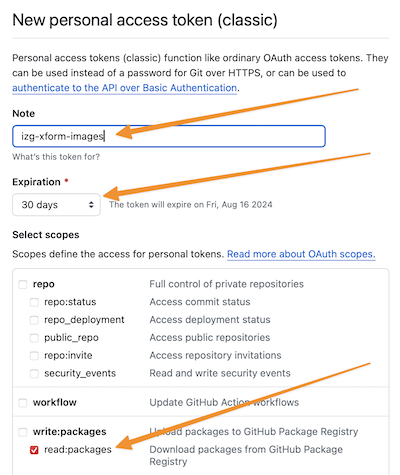 New personal access token (classic)
Personal access tokens (classic) function like ordinary OAuth access tokens. They
can be used instead of a password for Git over HTTPS, or can be used to
authenticate to the API over Basic Authentication.
Note
izg-xform-images
What's this token for?
Expiration *
30 days The token will expire on Fri, Aug 16 2024
Select scopes
Scopes define the access for personal tokens. Read more about OAuth scopes.
repo Full control of private repositories
repo:status Access commit status
repo_deployment Access deployment status
public_repo Access public repositories
repo:invite Access repository invitations
security_events Read and write security events
workflow Update GitHub Action workflows
write:packages Upload packages to GitHub Package Registry
read:packages Download packages from GitHub Package
Registry